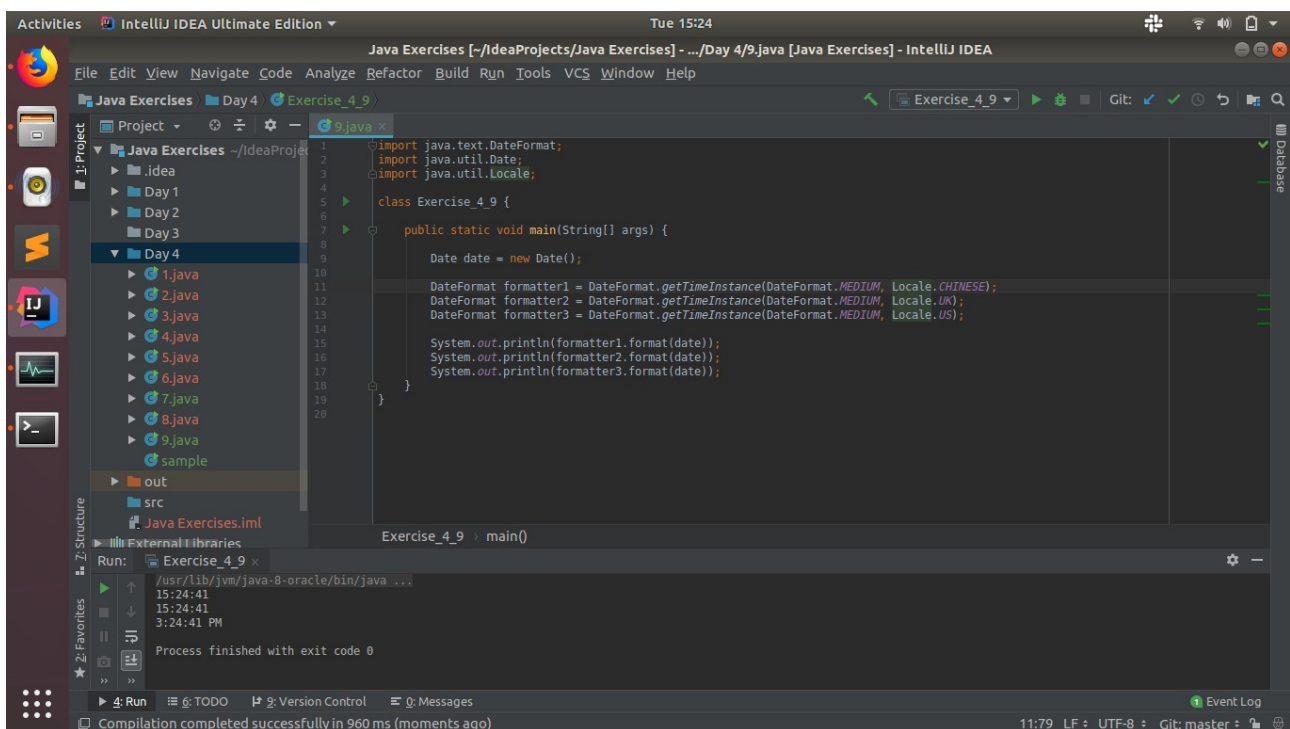 Activities IntelliJ IDEA Ultimate Edition Tue 15:24
Java Exercises [~/IdeaProjects/Java Exercises] - .../Day 4/9.java [Java Exercises] - IntelliJ IDEA
File Edit View Navigate Code Analyze Refactor Build Run Tools VCS Window Help
Java Exercises Day 4 Exercise_4_9 Exercise_4_9 Git:
1: Project
Project
9.java
Database
Java Exercises ~/IdeaProje
.idea
Day 1
Day 2
Day 3
Day 4
1.java
2.java
3.java
4.java
5.java
6.java
7.java
8.java
9.java
sample
out
src
Java Exercises.iml
External Libraries
1 import java.text.DateFormat;
2 import java.util.Date;
3 import java.util.Locale;
4
5 class Exercise_4_9 {
6
7 public static void main(String[] args) {
8
9 Date date = new Date();
10
11 DateFormat formatter1 = DateFormat.getTimeInstance(DateFormat.MEDIUM, Locale.CHINESE);
12 DateFormat formatter2 = DateFormat.getTimeInstance(DateFormat.MEDIUM, Locale.UK);
13 DateFormat formatter3 = DateFormat.getTimeInstance(DateFormat.MEDIUM, Locale.US);
14
15 System.out.println(formatter1.format(date));
16 System.out.println(formatter2.format(date));
17 System.out.println(formatter3.format(date));
18 }
19 }
20
Exercise_4_9 main()
Z: Structure
2: Favorites
Run: Exercise_4_9
/usr/lib/jvm/java-8-oracle/bin/java ...
15:24:41
15:24:41
3:24:41 PM
Process finished with exit code 0
4: Run 6: TODO 9: Version Control 0: Messages 1 Event Log
Compilation completed successfully in 960 ms (moments ago) 11:79 LF UTF-8 Git: master